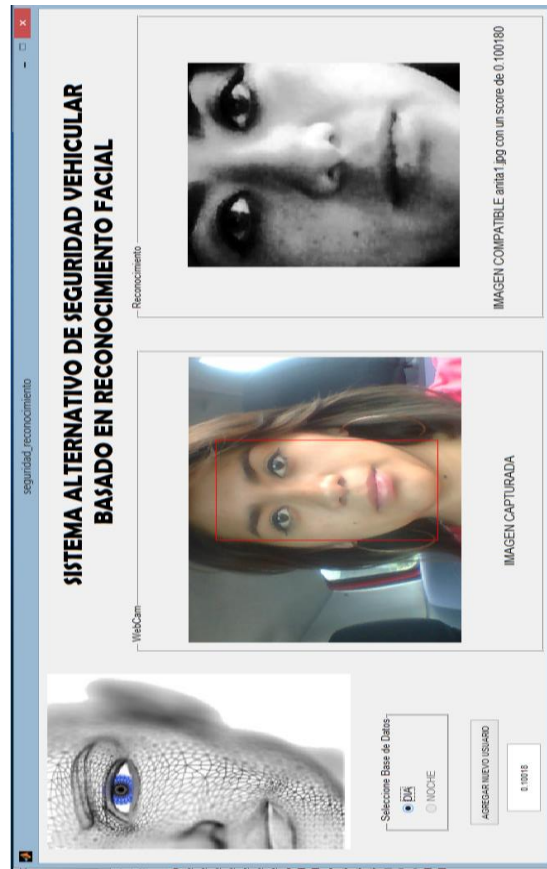 seguridad_reconocimiento
SISTEMA ALTERNATIVO DE SEGURIDAD VEHICULAR
BASADO EN RECONOCIMIENTO FACIAL
WebCam
IMAGEN CAPTURADA
Reconocimiento
IMAGEN COMPATIBLE anita1.jpg con un score de 0.100180
Seleccione Base de Datos
DIA
NOCHE
AGREGAR NUEVO USUARIO
0.10018